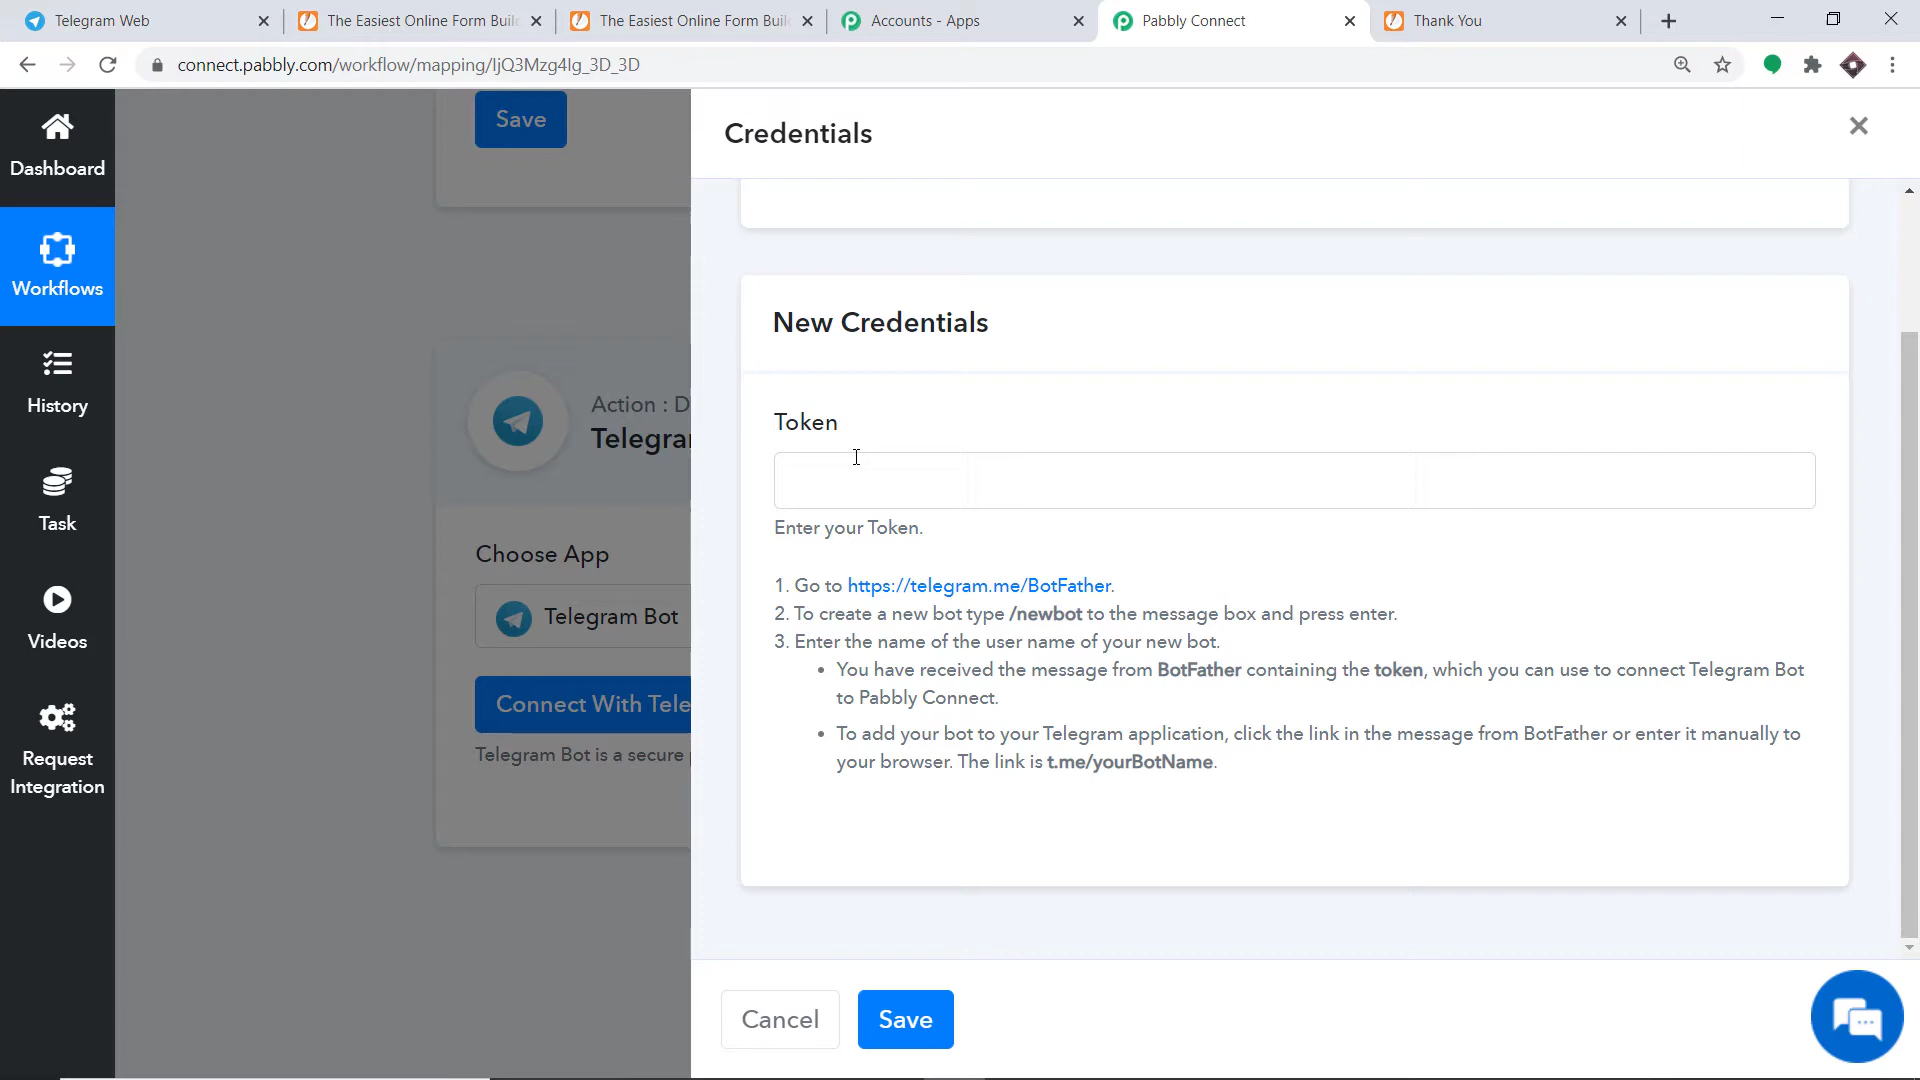 Telegram Web
The Easiest Online Form Buil
The Easiest Online Form Buil
Accounts - Apps
Pabbly Connect
Thank You
connect.pabbly.com/workflow/mapping/IjQ3Mzg4Ig_3D_3D
Dashboard
Workflows
History
Task
Videos
Request
Integration
Save
Action : D
Telegra
Choose App
Telegram Bot
Connect With Tele
Telegram Bot is a secure
Credentials
New Credentials
Token
Enter your Token.
1. Go to https://telegram.me/BotFather.
2. To create a new bot type /newbot to the message box and press enter.
3. Enter the name of the user name of your new bot.
• You have received the message from BotFather containing the token, which you can use to connect Telegram Bot
to Pabbly Connect.
• To add your bot to your Telegram application, click the link in the message from BotFather or enter it manually to
your browser. The link is t.me/yourBotName.
Cancel
Save